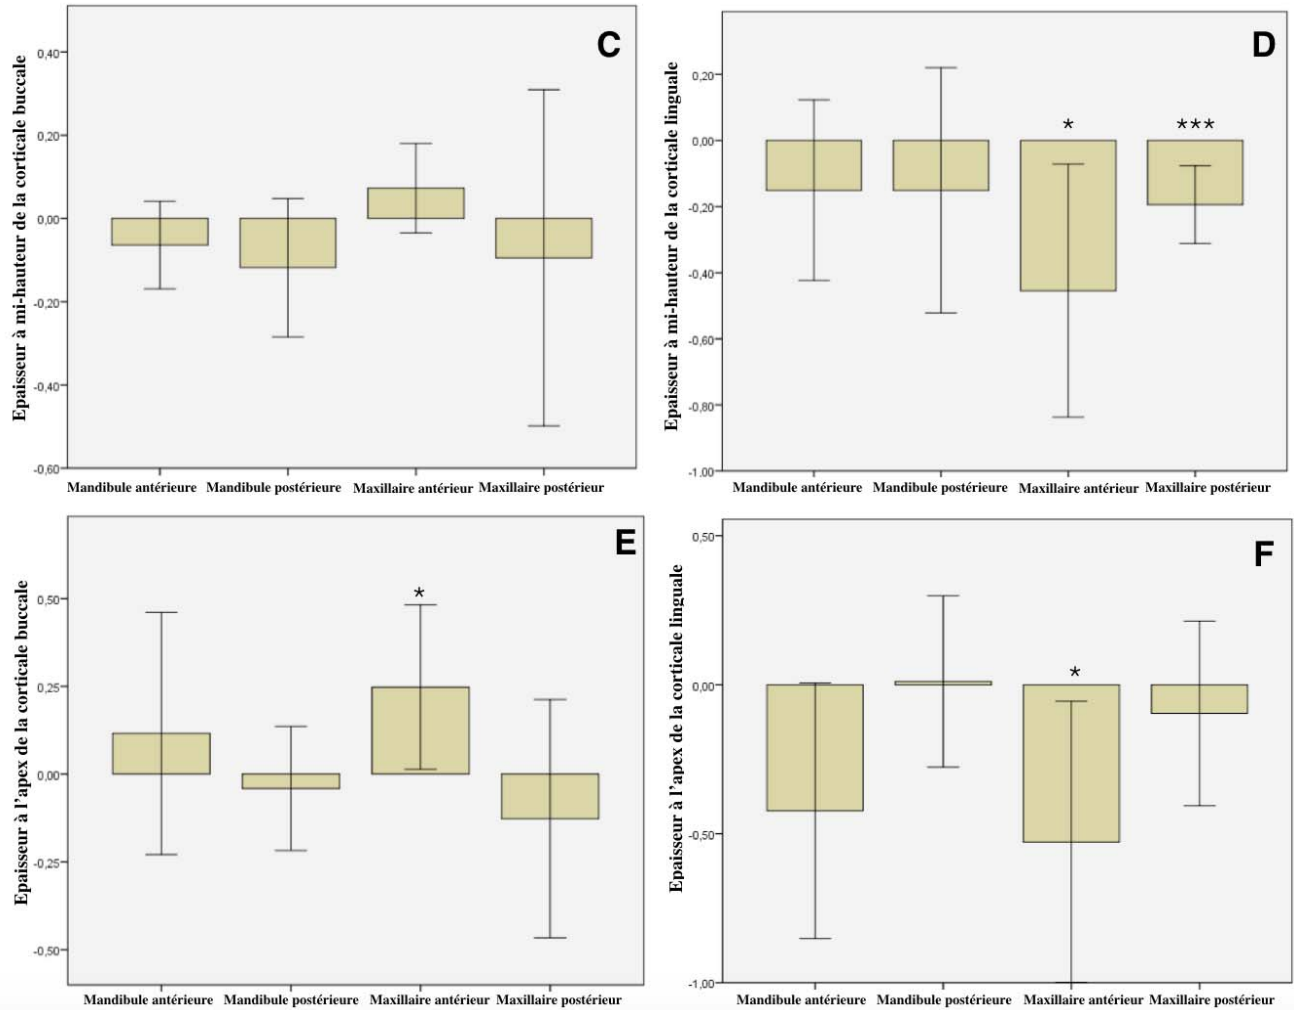 C
Epaisseur à mi-hauteur de la corticale buccale
0,40
0,20
0,00
-0,20
-0,40
-0,60
Mandibule antérieure Mandibule postérieure Maxillaire antérieur Maxillaire postérieur
D
Epaisseur à mi-hauteur de la corticale linguale
0,20
0,00
-0,20
-0,40
-0,60
-0,80
-1,00
* ***
Mandibule antérieure Mandibule postérieure Maxillaire antérieur Maxillaire postérieur
E
Epaisseur à l'apex de la corticale buccale
0,50
0,25
0,00
-0,25
-0,50
*
Mandibule antérieure Mandibule postérieure Maxillaire antérieur Maxillaire postérieur
F
Epaisseur à l'apex de la corticale linguale
0,50
0,00
-0,50
-1,00
*
Mandibule antérieure Mandibule postérieure Maxillaire antérieur Maxillaire postérieur